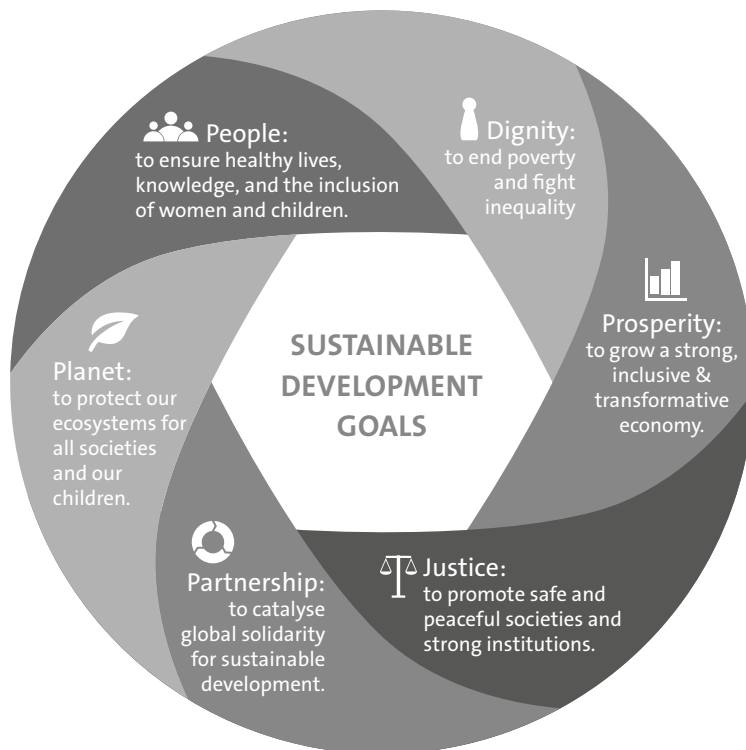 People:
to ensure healthy lives,
knowledge, and the inclusion
of women and children.
Dignity:
to end poverty
and fight
inequality
Prosperity:
to grow a strong,
inclusive &
transformative
economy.
Justice:
to promote safe and
peaceful societies and
strong institutions.
Partnership:
to catalyse
global solidarity
for sustainable
development.
Planet:
to protect our
ecosystems for
all societies
and our
children.
SUSTAINABLE
DEVELOPMENT
GOALS